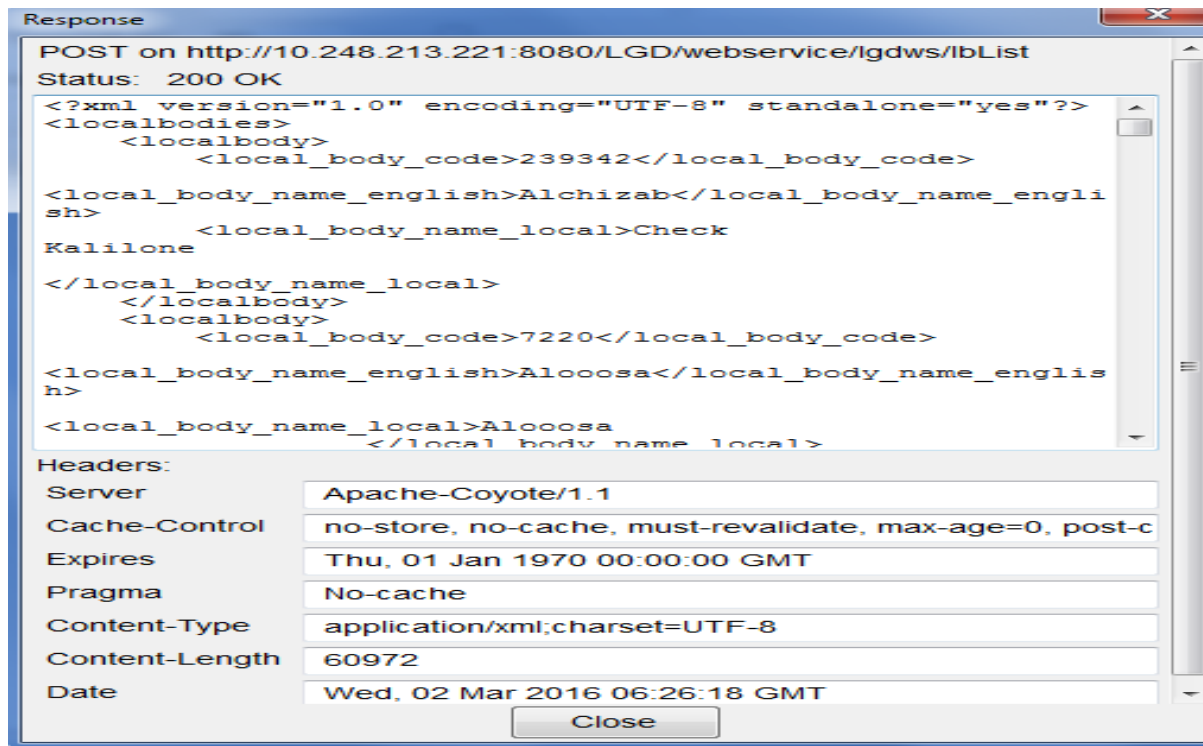 Response
POST on http://10.248.213.221:8080/LGD/webservice/lgdws/lbList
Status: 200 OK
<?xml version="1.0" encoding="UTF-8" standalone="yes"?>
<localbodies>
<localbody>
<local_body_code>239342</local_body_code>
<local_body_name_english>Alchizab</local_body_name_engli
sh>
<local_body_name_local>Check
Kalilone
</local_body_name_local>
</localbody>
<localbody>
<local_body_code>7220</local_body_code>
<local_body_name_english>Alooosa</local_body_name_englis
h>
<local_body_name_local>Alooosa
</local_body_name_local>
Headers:
Server Apache-Coyote/1.1
Cache-Control no-store, no-cache, must-revalidate, max-age=0, post-c
Expires Thu, 01 Jan 1970 00:00:00 GMT
Pragma No-cache
Content-Type application/xml;charset=UTF-8
Content-Length 60972
Date Wed, 02 Mar 2016 06:26:18 GMT
Close